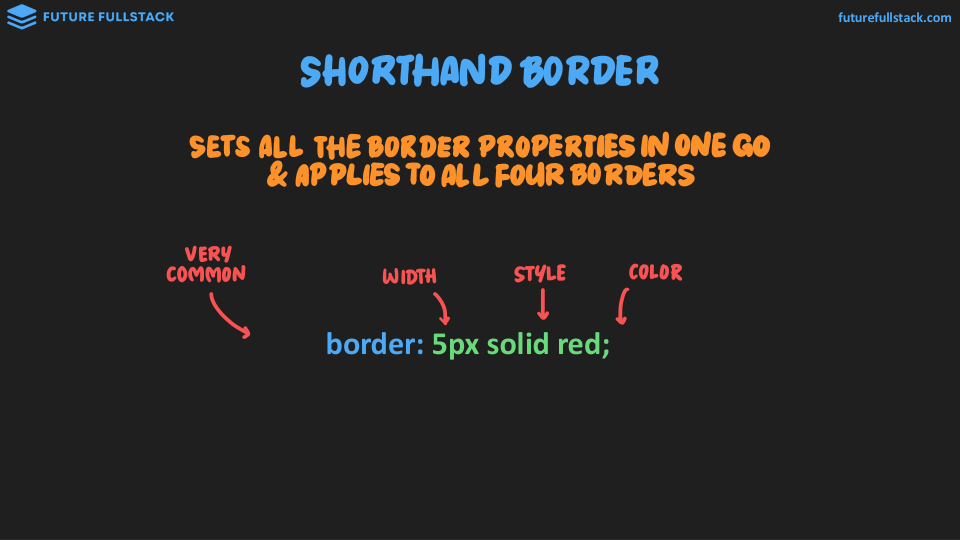 FUTURE FULLSTACK
futurefullstack.com
SHORTHAND BORDER
SETS ALL THE BORDER PROPERTIES IN ONE GO
& APPLIES TO ALL FOUR BORDERS
VERY
COMMON
WIDTH
STYLE
COLOR
border: 5px solid red;